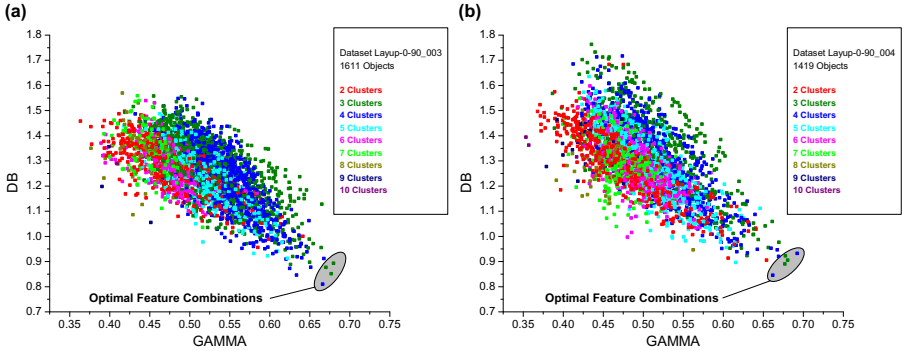 (a)
DB
1.8
1.7
1.6
1.5
1.4
1.3
1.2
1.1
1.0
0.9
0.8
0.7
0.35 0.40 0.45 0.50 0.55 0.60 0.65 0.70 0.75
GAMMA
Dataset Layup-0-90_003
1611 Objects
2 Clusters
3 Clusters
4 Clusters
5 Clusters
6 Clusters
7 Clusters
8 Clusters
9 Clusters
10 Clusters
Optimal Feature Combinations
(b)
DB
1.8
1.7
1.6
1.5
1.4
1.3
1.2
1.1
1.0
0.9
0.8
0.7
0.35 0.40 0.45 0.50 0.55 0.60 0.65 0.70 0.75
GAMMA
Dataset Layup-0-90_004
1419 Objects
2 Clusters
3 Clusters
4 Clusters
5 Clusters
6 Clusters
7 Clusters
8 Clusters
9 Clusters
10 Clusters
Optimal Feature Combinations